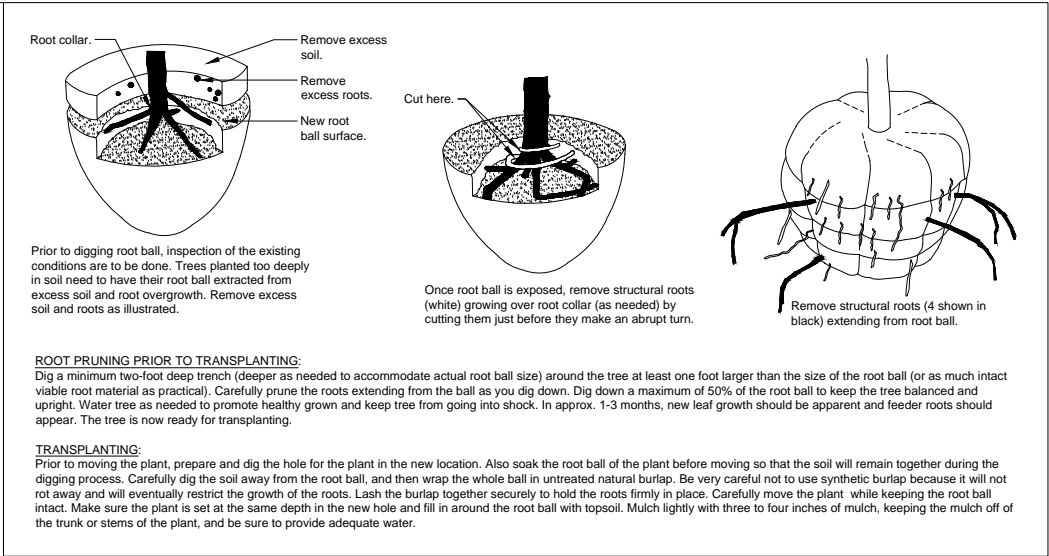 Root collar.
Remove excess
soil.
Remove
excess roots.
New root
ball surface.
Prior to digging root ball, inspection of the existing
conditions are to be done. Trees planted too deeply
in soil need to have their root ball extracted from
excess soil and root overgrowth. Remove excess
soil and roots as illustrated.
Cut here.
Once root ball is exposed, remove structural roots
(white) growing over root collar (as needed) by
cutting them just before they make an abrupt turn.
Remove structural roots (4 shown in
black) extending from root ball.
ROOT PRUNING PRIOR TO TRANSPLANTING:
Dig a minimum two-foot deep trench (deeper as needed to accommodate actual root ball size) around the tree at least one foot larger than the size of the root ball (or as much intact
viable root material as practical). Carefully prune the roots extending from the ball as you dig down. Dig down a maximum of 50% of the root ball to keep the tree balanced and
upright. Water tree as needed to promote healthy grown and keep tree from going into shock. In approx. 1-3 months, new leaf growth should be apparent and feeder roots should
appear. The tree is now ready for transplanting.
TRANSPLANTING:
Prior to moving the plant, prepare and dig the hole for the plant in the new location. Also soak the root ball of the plant before moving so that the soil will remain together during the
digging process. Carefully dig the soil away from the root ball, and then wrap the whole ball in untreated natural burlap. Be very careful not to use synthetic burlap because it will not
rot away and will eventually restrict the growth of the roots. Lash the burlap together securely to hold the roots firmly in place. Carefully move the plant while keeping the root ball
intact. Make sure the plant is set at the same depth in the new hole and fill in around the root ball with topsoil. Mulch lightly with three to four inches of mulch, keeping the mulch off of
the trunk or stems of the plant, and be sure to provide adequate water.